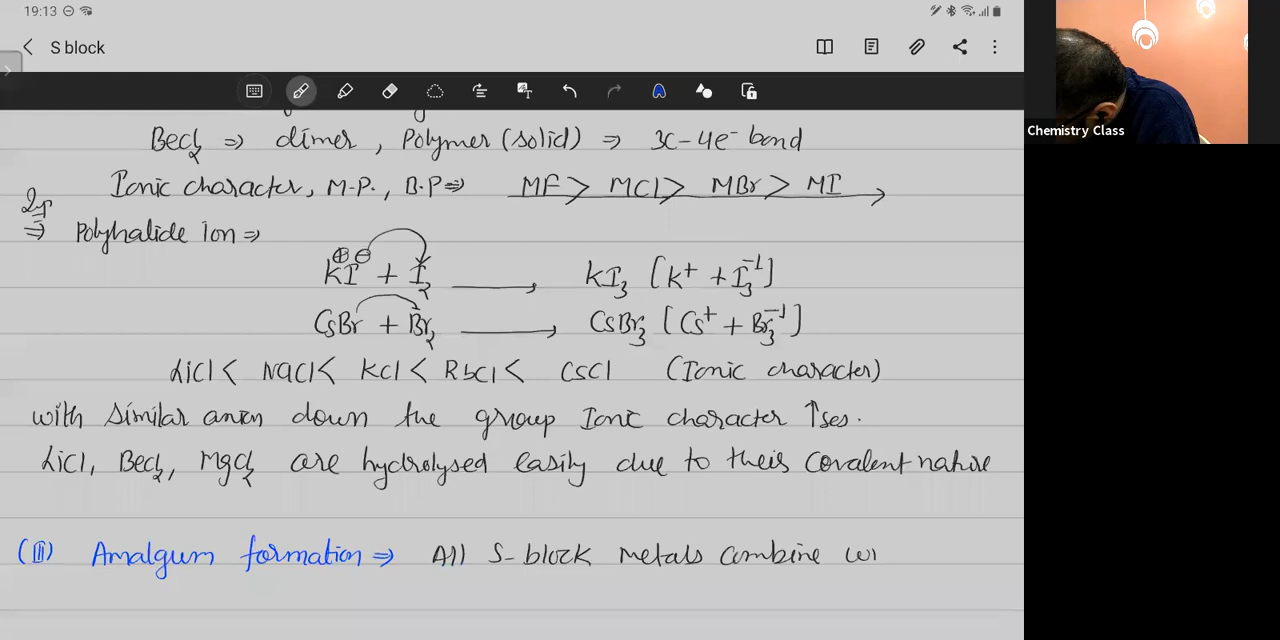 19:13
S block
Chemistry Class
BeCl₂ ⇒ dimer, Polymer (solid) ⇒ 3C-4e⁻ bond
Ionic character, M.P., B.P ⇒ MF > MCl > MBr > MI
⇒ Polyhalide ion ⇒
KI + I₂ → KI₃ [K⁺ + I₃⁻¹]
CsBr + Br₂ → CsBr₃ [Cs⁺ + Br₃⁻¹]
LiCl < NaCl < KCl < RbCl < CsCl (Ionic character)
with similar anion down the group Ionic character ↑ses.
LiCl, BeCl₂, MgCl₂ are hydrolysed easily due to their covalent nature
(III) Amalgum formation ⇒ All S-block metals combine wi